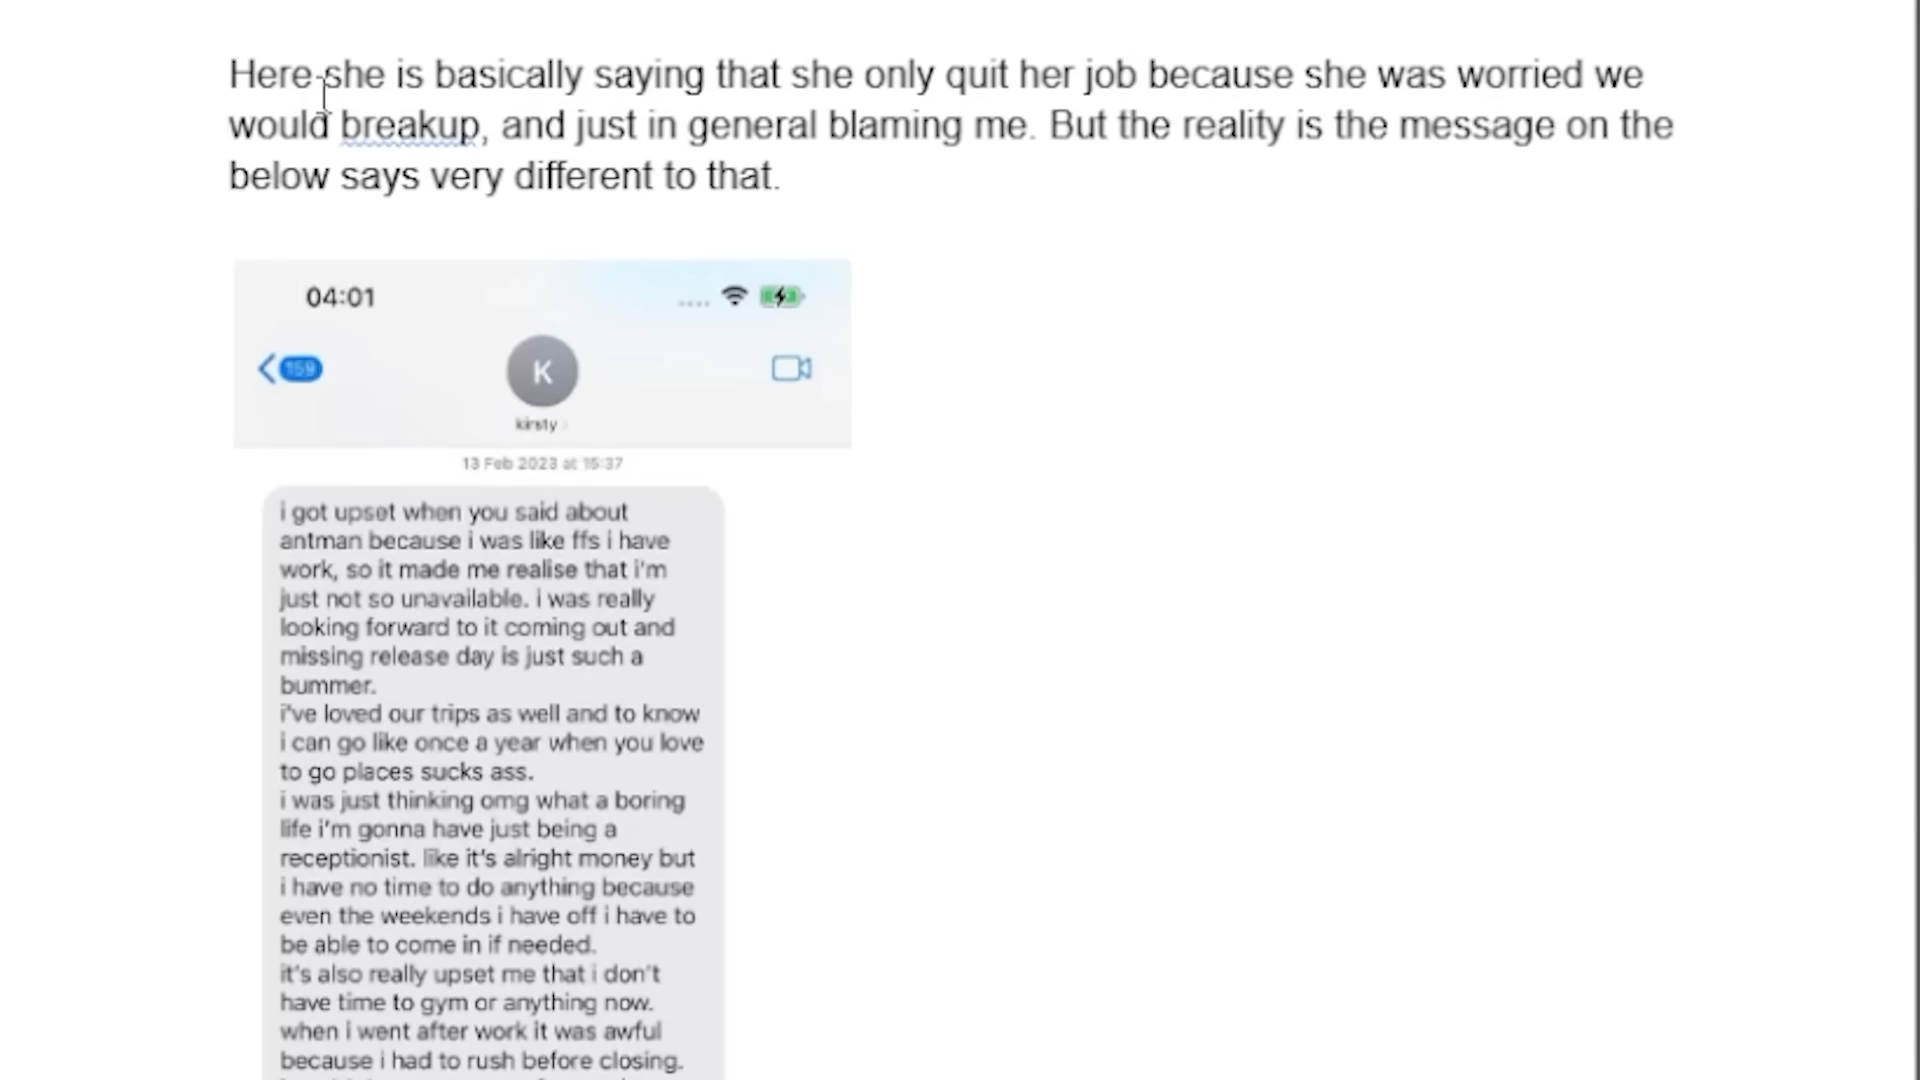 Here she is basically saying that she only quit her job because she was worried we
would breakup, and just in general blaming me. But the reality is the message on the
below says very different to that.
04:01
159
K
kirsty
13 Feb 2023 at 15:37
i got upset when you said about
antman because i was like ffs i have
work, so it made me realise that i'm
just not so unavailable. i was really
looking forward to it coming out and
missing release day is just such a
bummer.
i've loved our trips as well and to know
i can go like once a year when you love
to go places sucks ass.
i was just thinking omg what a boring
life i'm gonna have just being a
receptionist. like it's alright money but
i have no time to do anything because
even the weekends i have off i have to
be able to come in if needed.
it's also really upset me that i don't
have time to gym or anything now.
when i went after work it was awful
because i had to rush before closing.